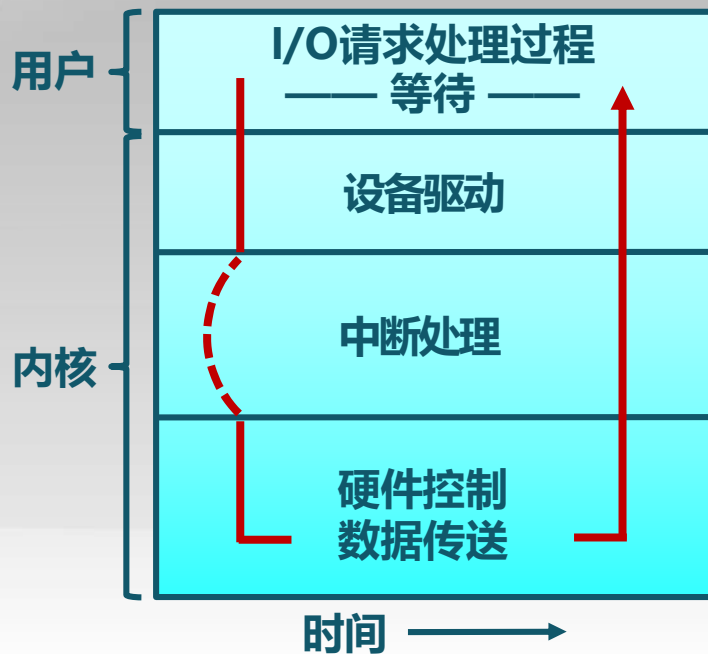 I/O请求处理过程
用户
—— 等待 ——
设备驱动
中断处理
内核
硬件控制
数据传送
时间